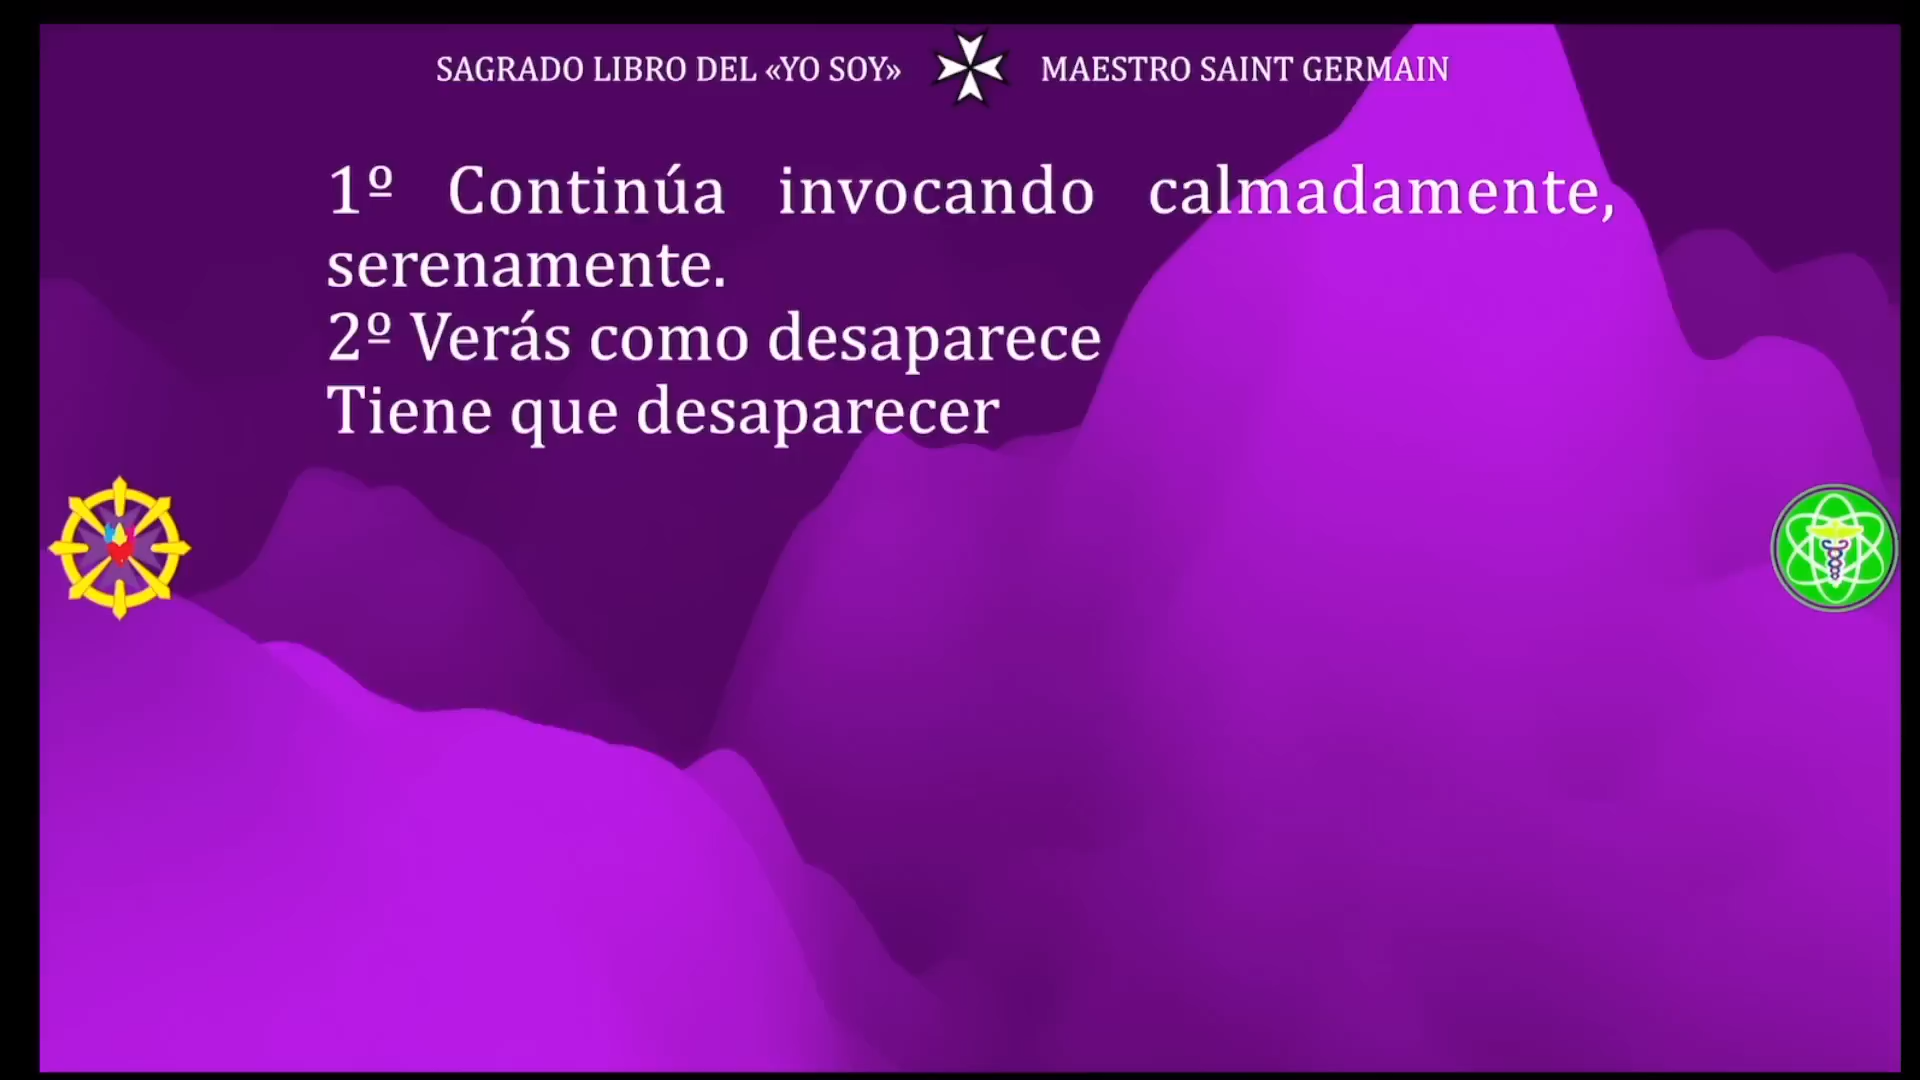 SAGRADO LIBRO DEL «YO SOY» MAESTRO SAINT GERMAIN
1º Continúa invocando calmadamente,
serenamente.
2º Verás como desaparece
Tiene que desaparecer